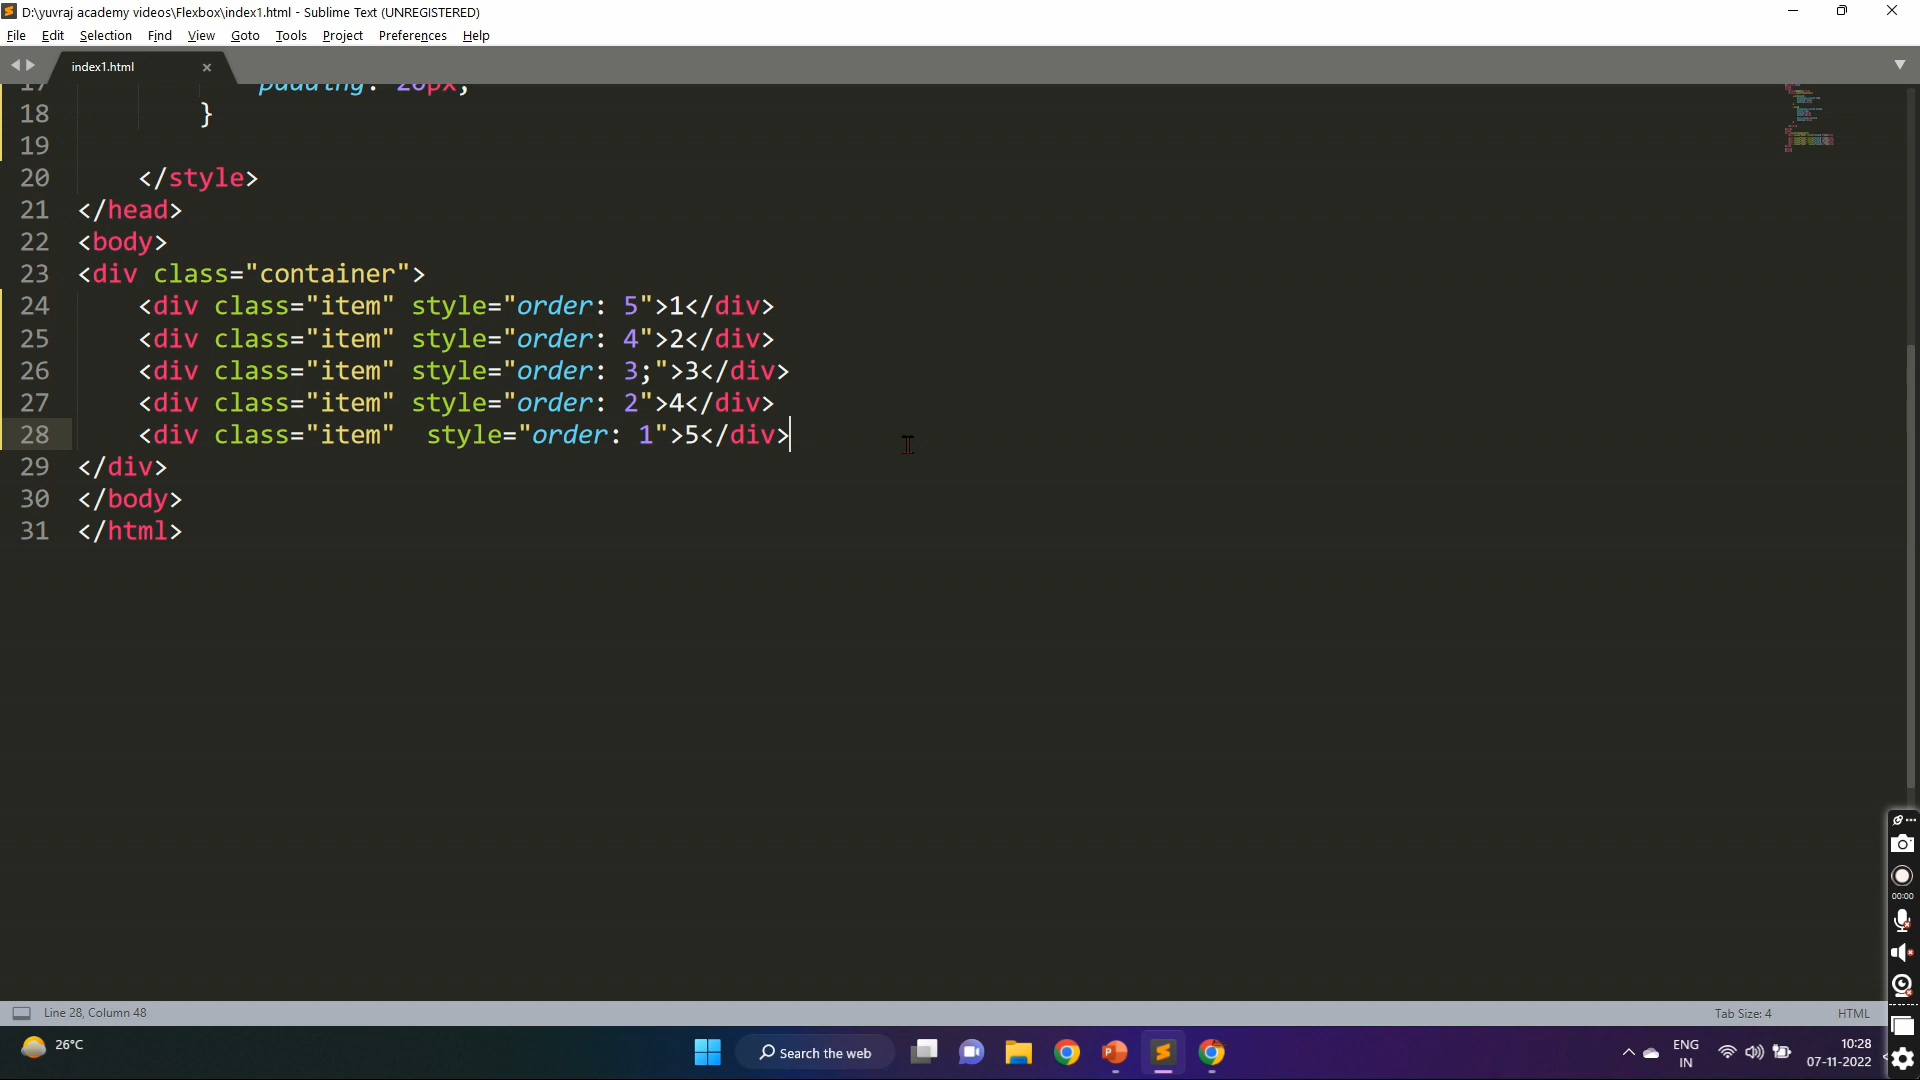 D:\yuvraj academy videos\Flexbox\index1.html - Sublime Text (UNREGISTERED)
File Edit Selection Find View Goto Tools Project Preferences Help
index1.html
17 padding: 20px;
18 }
19
20 </style>
21 </head>
22 <body>
23 <div class="container">
24 <div class="item" style="order: 5">1</div>
25 <div class="item" style="order: 4">2</div>
26 <div class="item" style="order: 3;">3</div>
27 <div class="item" style="order: 2">4</div>
28 <div class="item"  style="order: 1">5</div>
29 </div>
30 </body>
31 </html>
00:00
Line 28, Column 48 Tab Size: 4 HTML
26°C Search the web ENG IN 10:28 07-11-2022